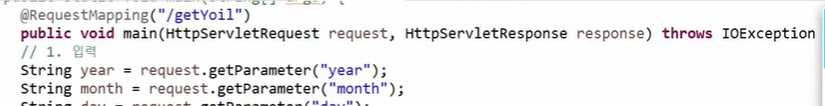 @RequestMapping("/getYoil")
public void main(HttpServletRequest request, HttpServletResponse response) throws IOException
// 1. 입력
String year = request.getParameter("year");
String month = request.getParameter("month");
String day = request.getParameter("day");